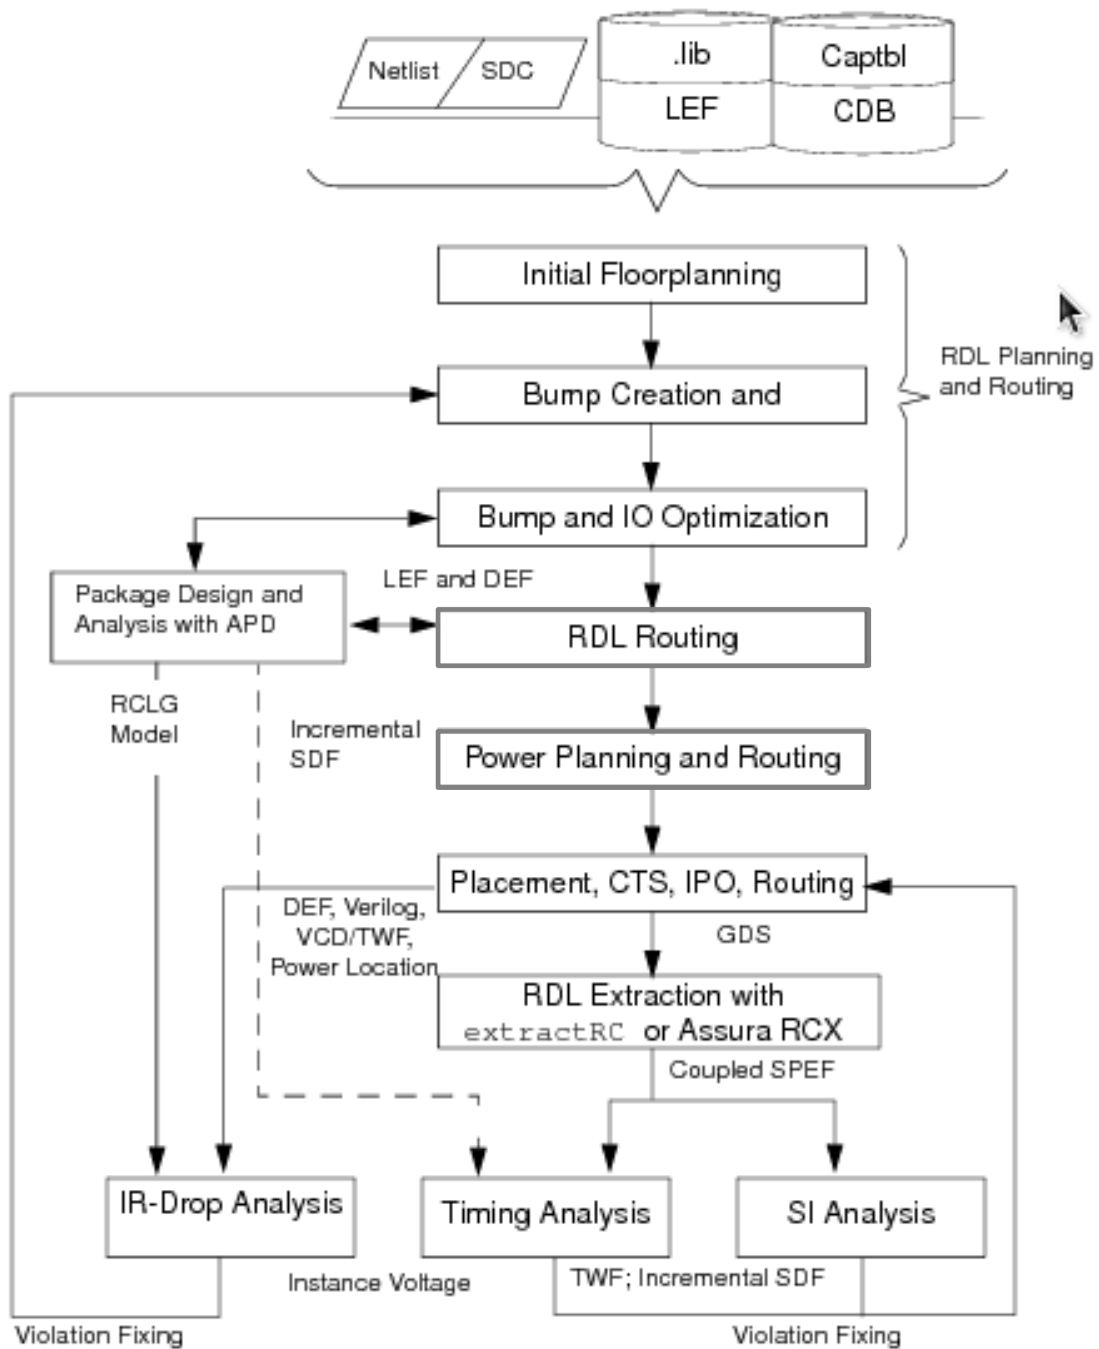 Netlist
SDC
.lib
Captbl
LEF
CDB
Initial Floorplanning
RDL Planning
and Routing
Bump Creation and
Bump and IO Optimization
LEF and DEF
Package Design and
Analysis with APD
RDL Routing
RCLG
Model
Incremental
SDF
Power Planning and Routing
Placement, CTS, IPO, Routing
DEF, Verilog,
VCD/TWF,
Power Location
GDS
RDL Extraction with
extractRC or Assura RCX
Coupled SPEF
IR-Drop Analysis
Timing Analysis
SI Analysis
Instance Voltage
TWF; Incremental SDF
Violation Fixing
Violation Fixing